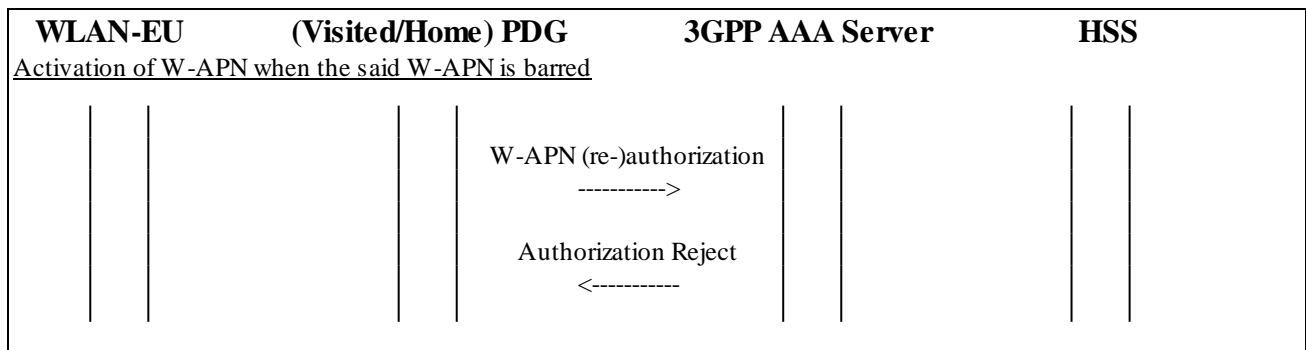 WLAN-EU (Visited/Home) PDG 3GPP AAA Server HSS
Activation of W-APN when the said W-APN is barred
W-APN (re-)authorization
----------->
Authorization Reject
<-----------